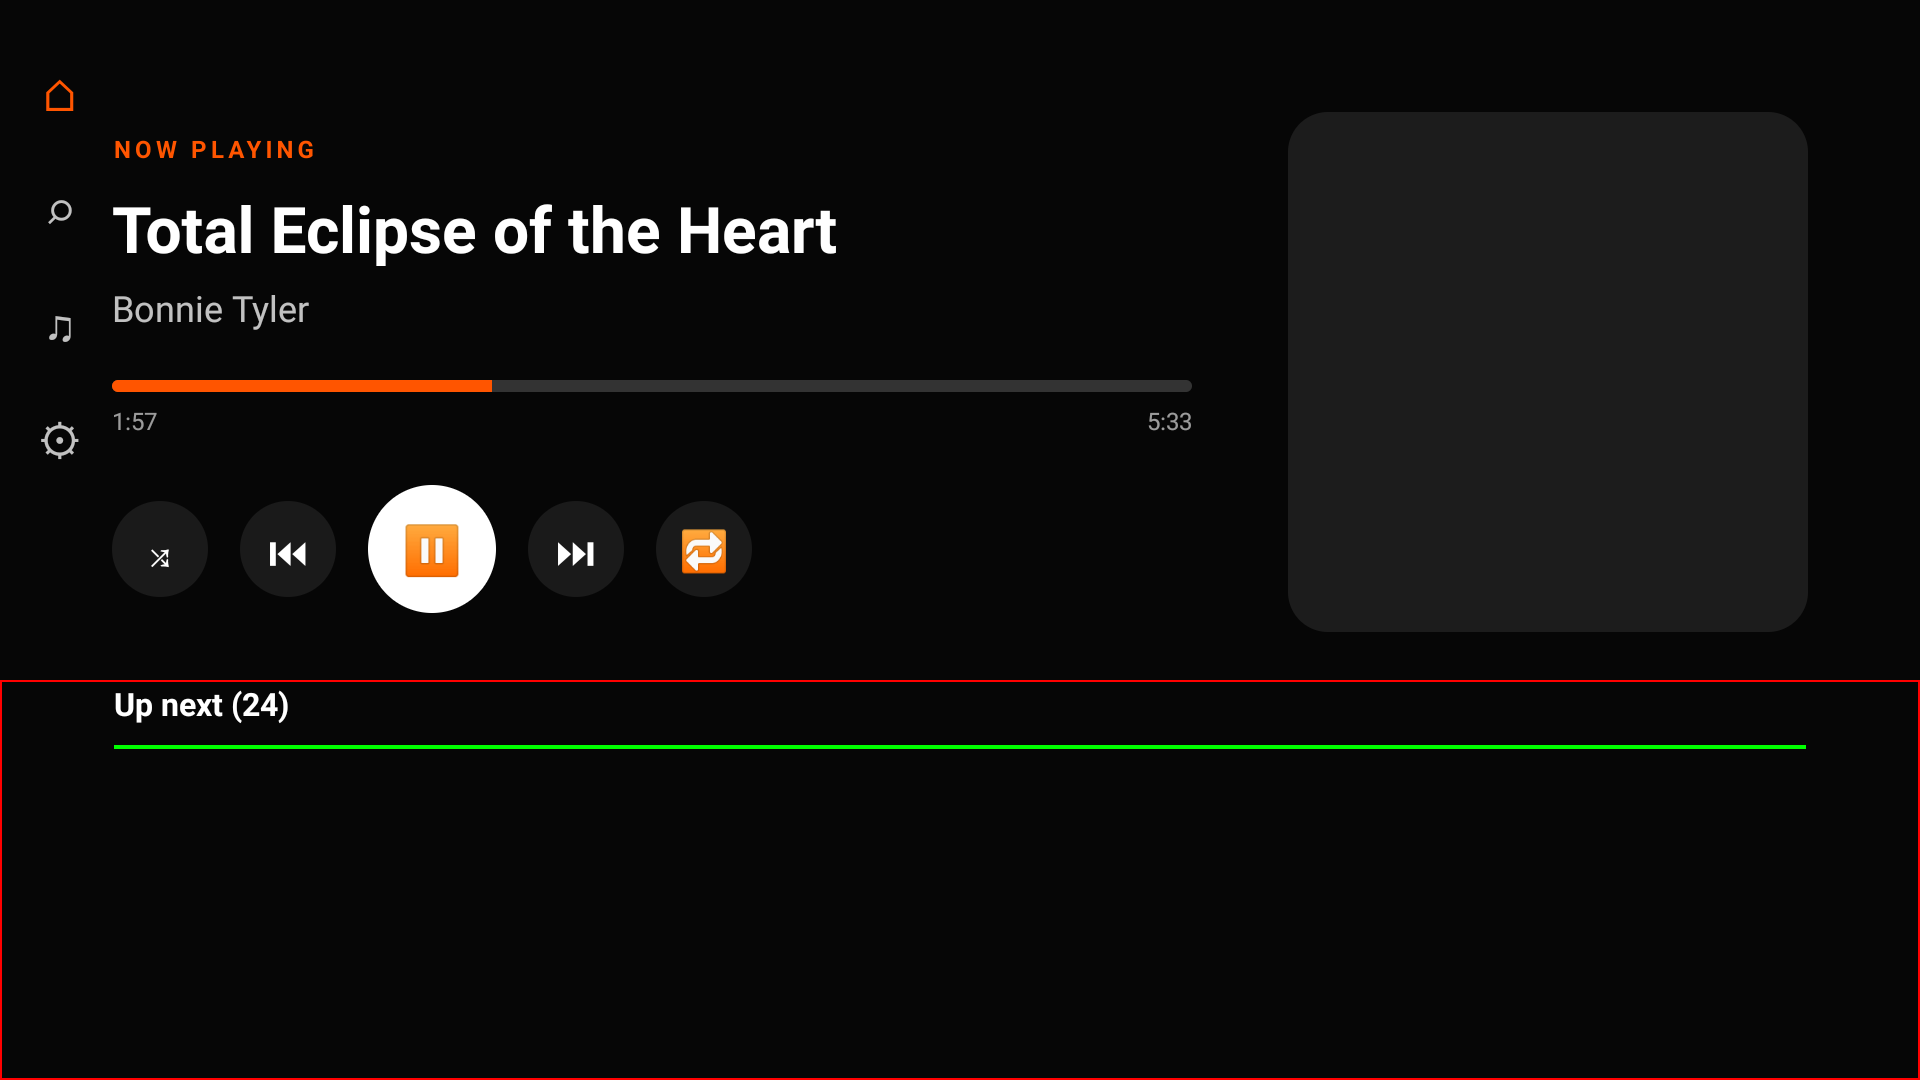 NOW PLAYING
Total Eclipse of the Heart
Bonnie Tyler
1:57
5:33
Up next (24)